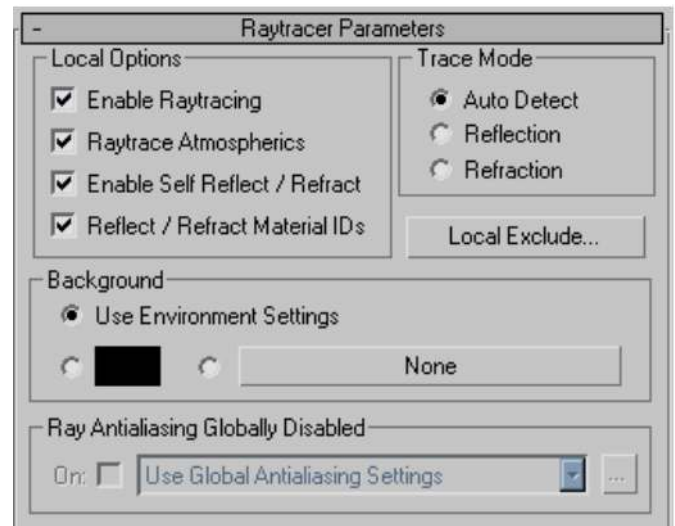 - Raytracer Parameters
Local Options
Enable Raytracing
Raytrace Atmospherics
Enable Self Reflect / Refract
Reflect / Refract Material IDs
Trace Mode
Auto Detect
Reflection
Refraction
Local Exclude...
Background
Use Environment Settings
None
Ray Antialiasing Globally Disabled
On: Use Global Antialiasing Settings ...